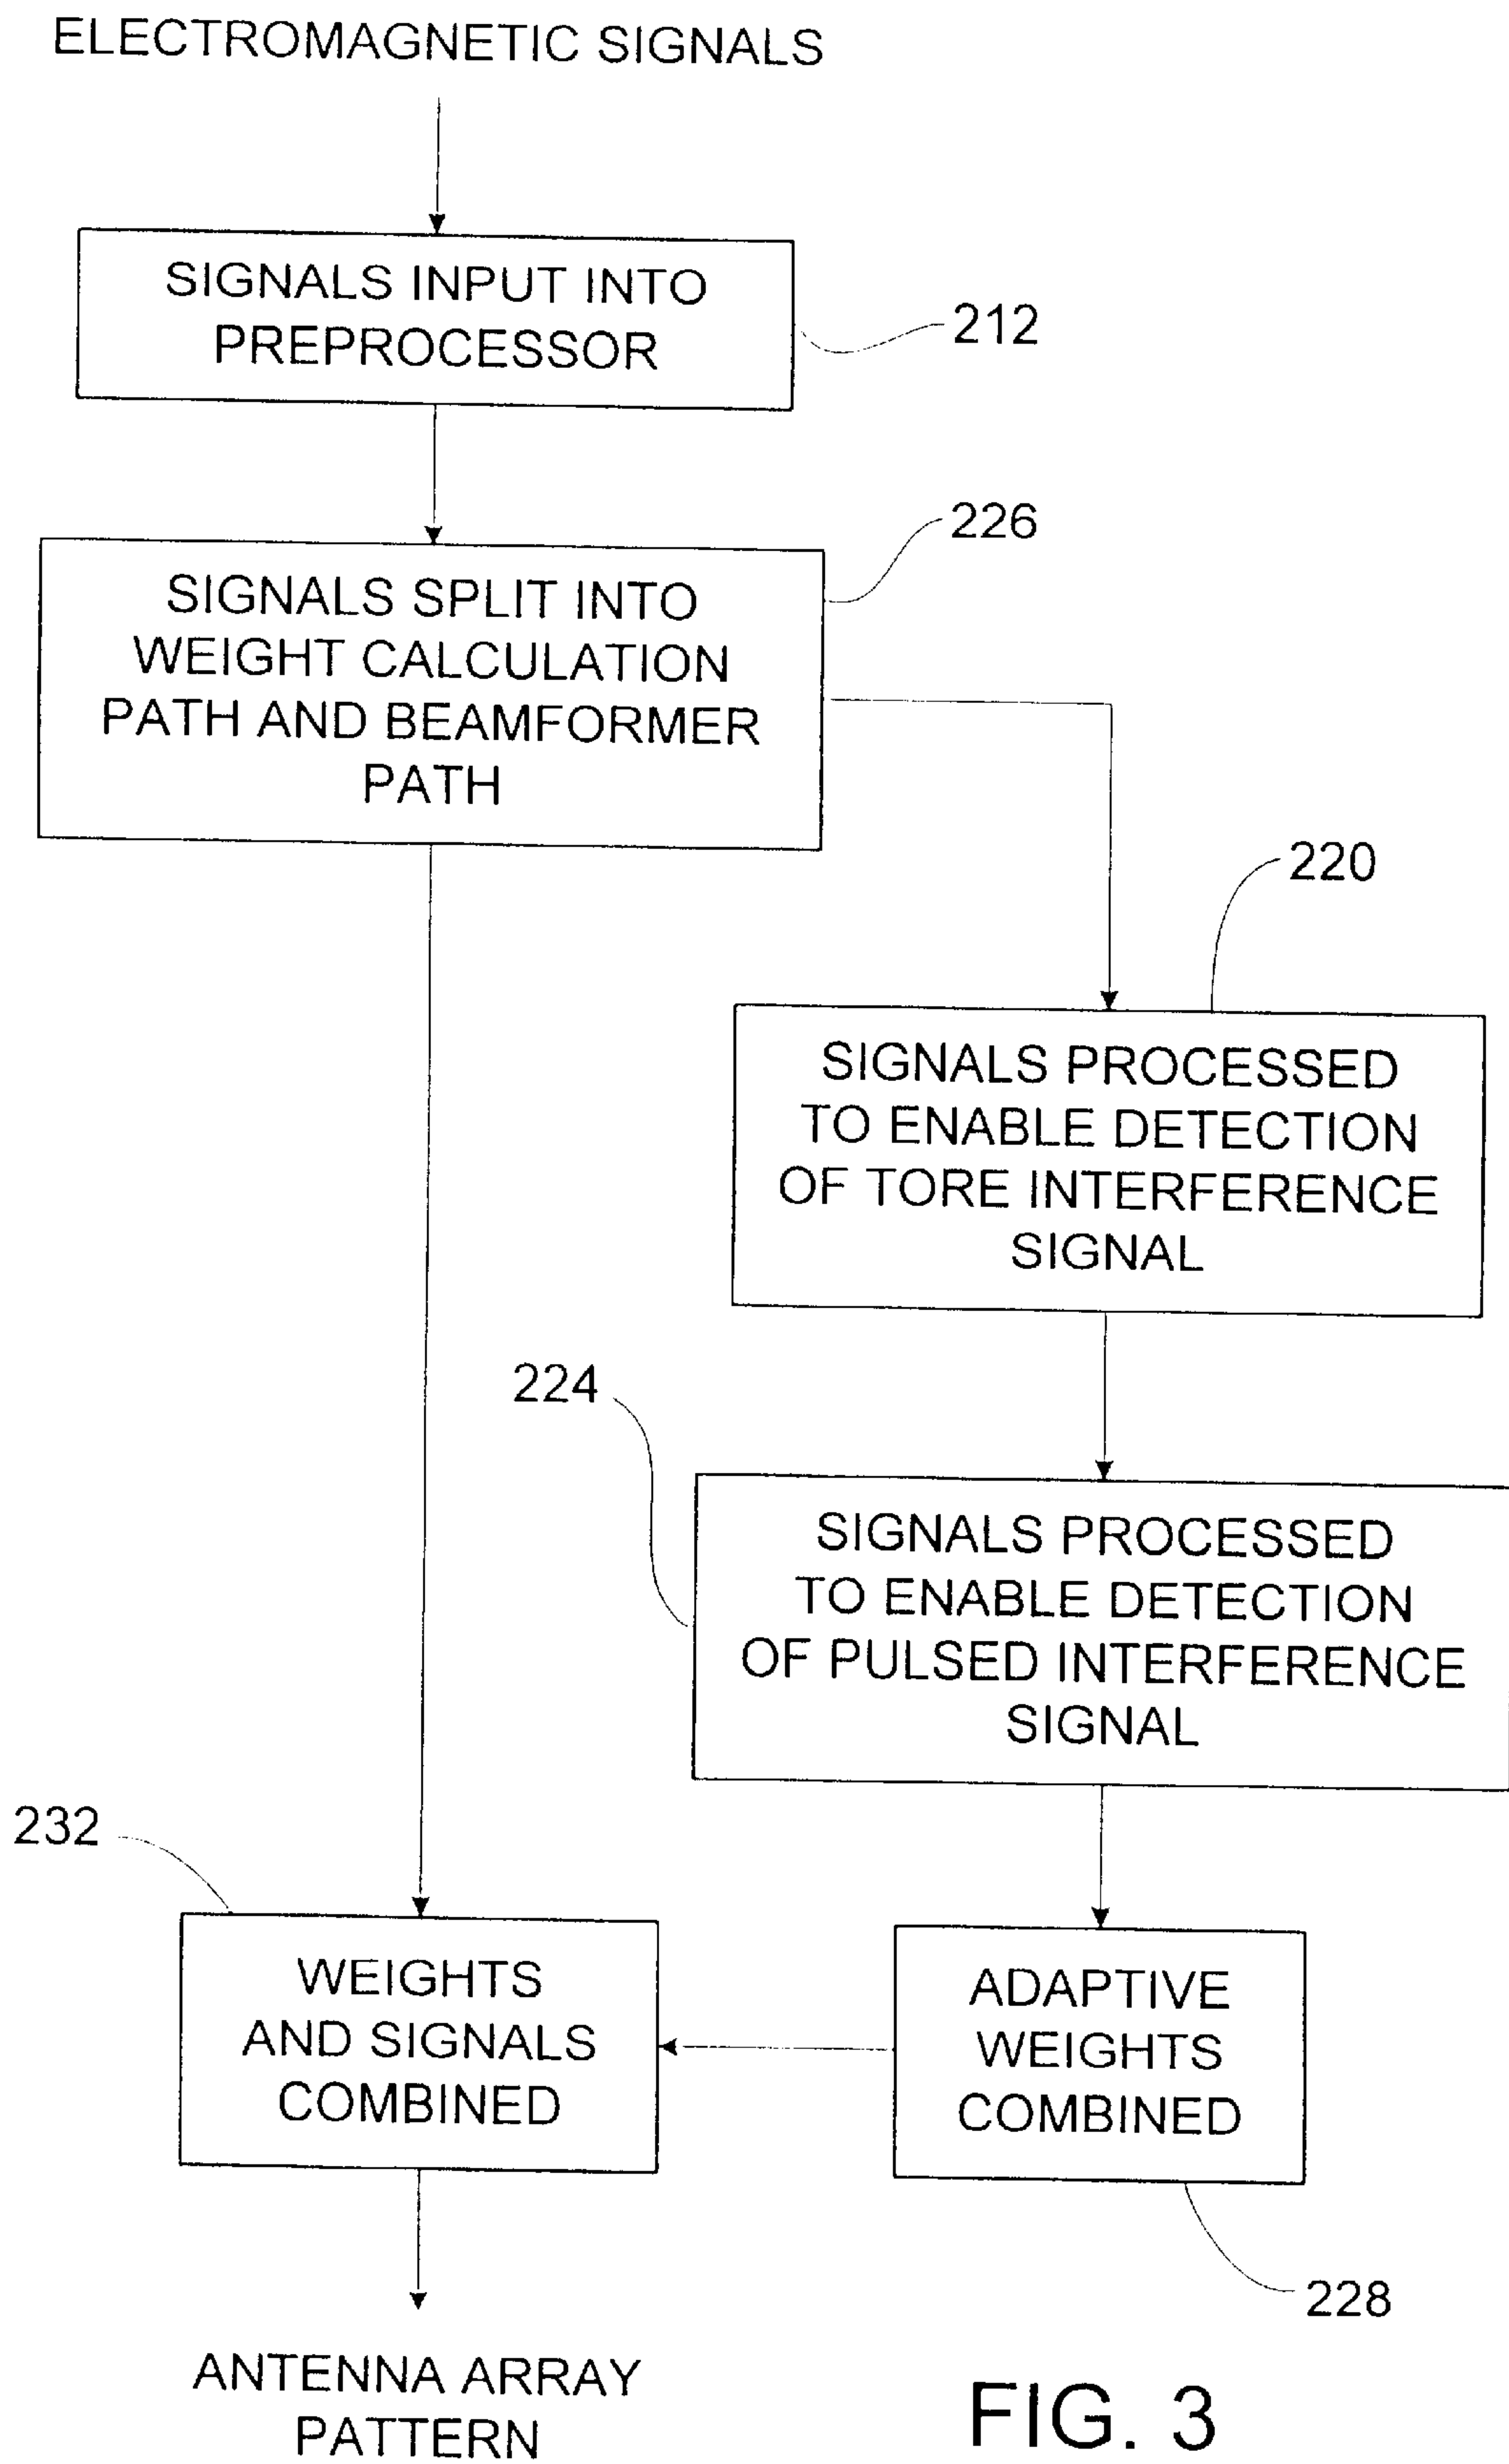 ELECTROMAGNETIC SIGNALS
SIGNALS INPUT INTO
PREPROCESSOR
212
226
SIGNALS SPLIT INTO
WEIGHT CALCULATION
PATH AND BEAMFORMER
PATH
220
SIGNALS PROCESSED
TO ENABLE DETECTION
OF TORE INTERFERENCE
SIGNAL
224
SIGNALS PROCESSED
TO ENABLE DETECTION
OF PULSED INTERFERENCE
SIGNAL
232
WEIGHTS
AND SIGNALS
COMBINED
ADAPTIVE
WEIGHTS
COMBINED
228
ANTENNA ARRAY
PATTERN
FIG. 3